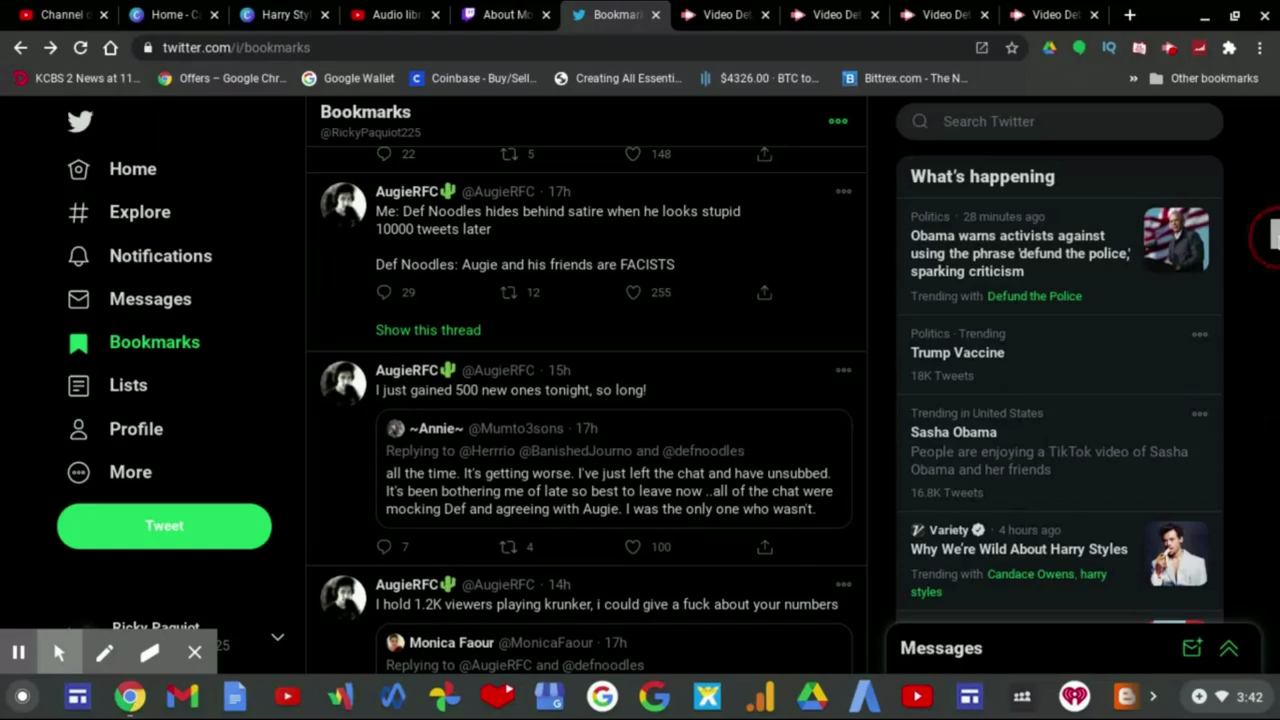 Channel d
Home - Ca
Harry Sty
Audio libr
About Mo
Bookmar
Video De
Video De
Video De
Video De
twitter.com/i/bookmarks
KCBS 2 News at 11...
Offers – Google Chr...
Google Wallet
Coinbase - Buy/Sell...
Creating All Essenti...
$4326.00 · BTC to...
Bittrex.com - The N...
»
Other bookmarks
Home
Explore
Notifications
Messages
Bookmarks
Lists
Profile
More
Tweet
Ricky Paquiot
25
Bookmarks
@RickyPaquiot225
22 5 148
AugieRFC🌵 @AugieRFC · 17h
Me: Def Noodles hides behind satire when he looks stupid
10000 tweets later
Def Noodles: Augie and his friends are FACISTS
29 12 255
Show this thread
AugieRFC🌵 @AugieRFC · 15h
I just gained 500 new ones tonight, so long!
~Annie~ @Mumto3sons · 17h
Replying to @Herrrio @BanishedJourno and @defnoodles
all the time. It's getting worse. I've just left the chat and have unsubbed.
It's been bothering me of late so best to leave now ..all of the chat were
mocking Def and agreeing with Augie. I was the only one who wasn't.
7 4 100
AugieRFC🌵 @AugieRFC · 14h
I hold 1.2K viewers playing krunker, i could give a fuck about your numbers
Monica Faour @MonicaFaour · 17h
Replying to @AugieRFC and @defnoodles
Search Twitter
What's happening
Politics · 28 minutes ago
Obama warns activists against
using the phrase 'defund the police,'
sparking criticism
Trending with Defund the Police
Politics · Trending
Trump Vaccine
18K Tweets
Trending in United States
Sasha Obama
People are enjoying a TikTok video of Sasha
Obama and her friends
16.8K Tweets
Variety · 4 hours ago
Why We're Wild About Harry Styles
Trending with Candace Owens, harry
styles
Messages
3:42